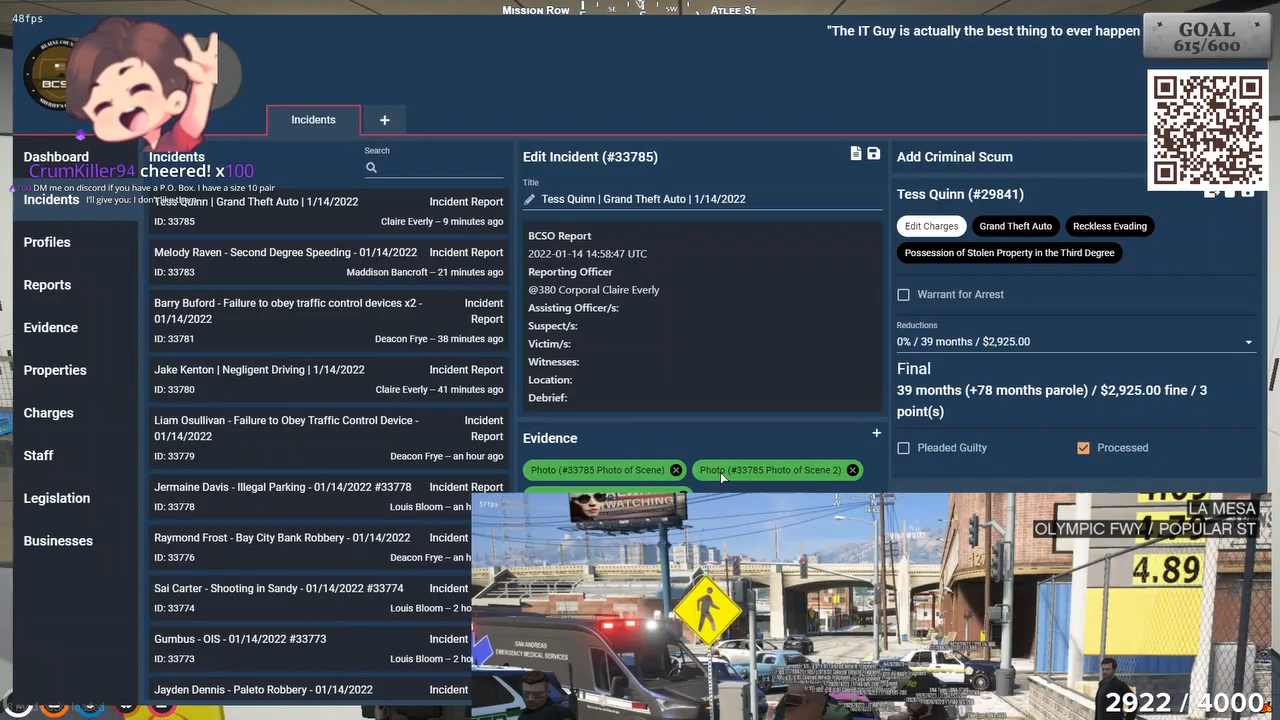 48fps
Mission Row
SE
SW
Atlee St
"The IT Guy is actually the best thing to ever happen
GOAL
615/600
BCS
Incidents
+
CrumKiller94 cheered! x100
100 DM me on discord if you have a P.O. Box. I have a size 10 pair
I'll give you: I don't
Dashboard
Incidents
Profiles
Reports
Evidence
Properties
Charges
Staff
Legislation
Businesses
Incidents
Search
Tess Quinn | Grand Theft Auto | 1/14/2022
Incident Report
ID: 33785
Claire Everly – 9 minutes ago
Melody Raven - Second Degree Speeding - 01/14/2022
Incident Report
ID: 33783
Maddison Bancroft – 21 minutes ago
Barry Buford - Failure to obey traffic control devices x2 -
01/14/2022
Incident
Report
ID: 33781
Deacon Frye – 38 minutes ago
Jake Kenton | Negligent Driving | 1/14/2022
Incident Report
ID: 33780
Claire Everly – 41 minutes ago
Liam Osullivan - Failure to Obey Traffic Control Device -
01/14/2022
Incident
Report
ID: 33779
Deacon Frye – an hour ago
Jermaine Davis - Illegal Parking - 01/14/2022 #33778
Incident Report
ID: 33778
Louis Bloom – an h
Raymond Frost - Bay City Bank Robbery - 01/14/2022
Incident
ID: 33776
Deacon Frye – an h
Sai Carter - Shooting in Sandy - 01/14/2022 #33774
Incident
ID: 33774
Louis Bloom – 2 ho
Gumbus - OIS - 01/14/2022 #33773
Incident
ID: 33773
Louis Bloom – 2 ho
Jayden Dennis - Paleto Robbery - 01/14/2022
Incident
Edit Incident (#33785)
Title
Tess Quinn | Grand Theft Auto | 1/14/2022
BCSO Report
2022-01-14 14:58:47 UTC
Reporting Officer
@380 Corporal Claire Everly
Assisting Officer/s:
Suspect/s:
Victim/s:
Witnesses:
Location:
Debrief:
Evidence
+
Photo (#33785 Photo of Scene)
Photo (#33785 Photo of Scene 2)
Add Criminal Scum
Tess Quinn (#29841)
Edit Charges
Grand Theft Auto
Reckless Evading
Possession of Stolen Property in the Third Degree
Warrant for Arrest
Reductions
0% / 39 months / $2,925.00
Final
39 months (+78 months parole) / $2,925.00 fine / 3
point(s)
Pleaded Guilty
Processed
WATCHING
LA MESA
OLYMPIC FWY / POPULAR ST
4.89
SAN ANDREAS
EMERGENCY MEDICAL SERVICES
2922 / 4000